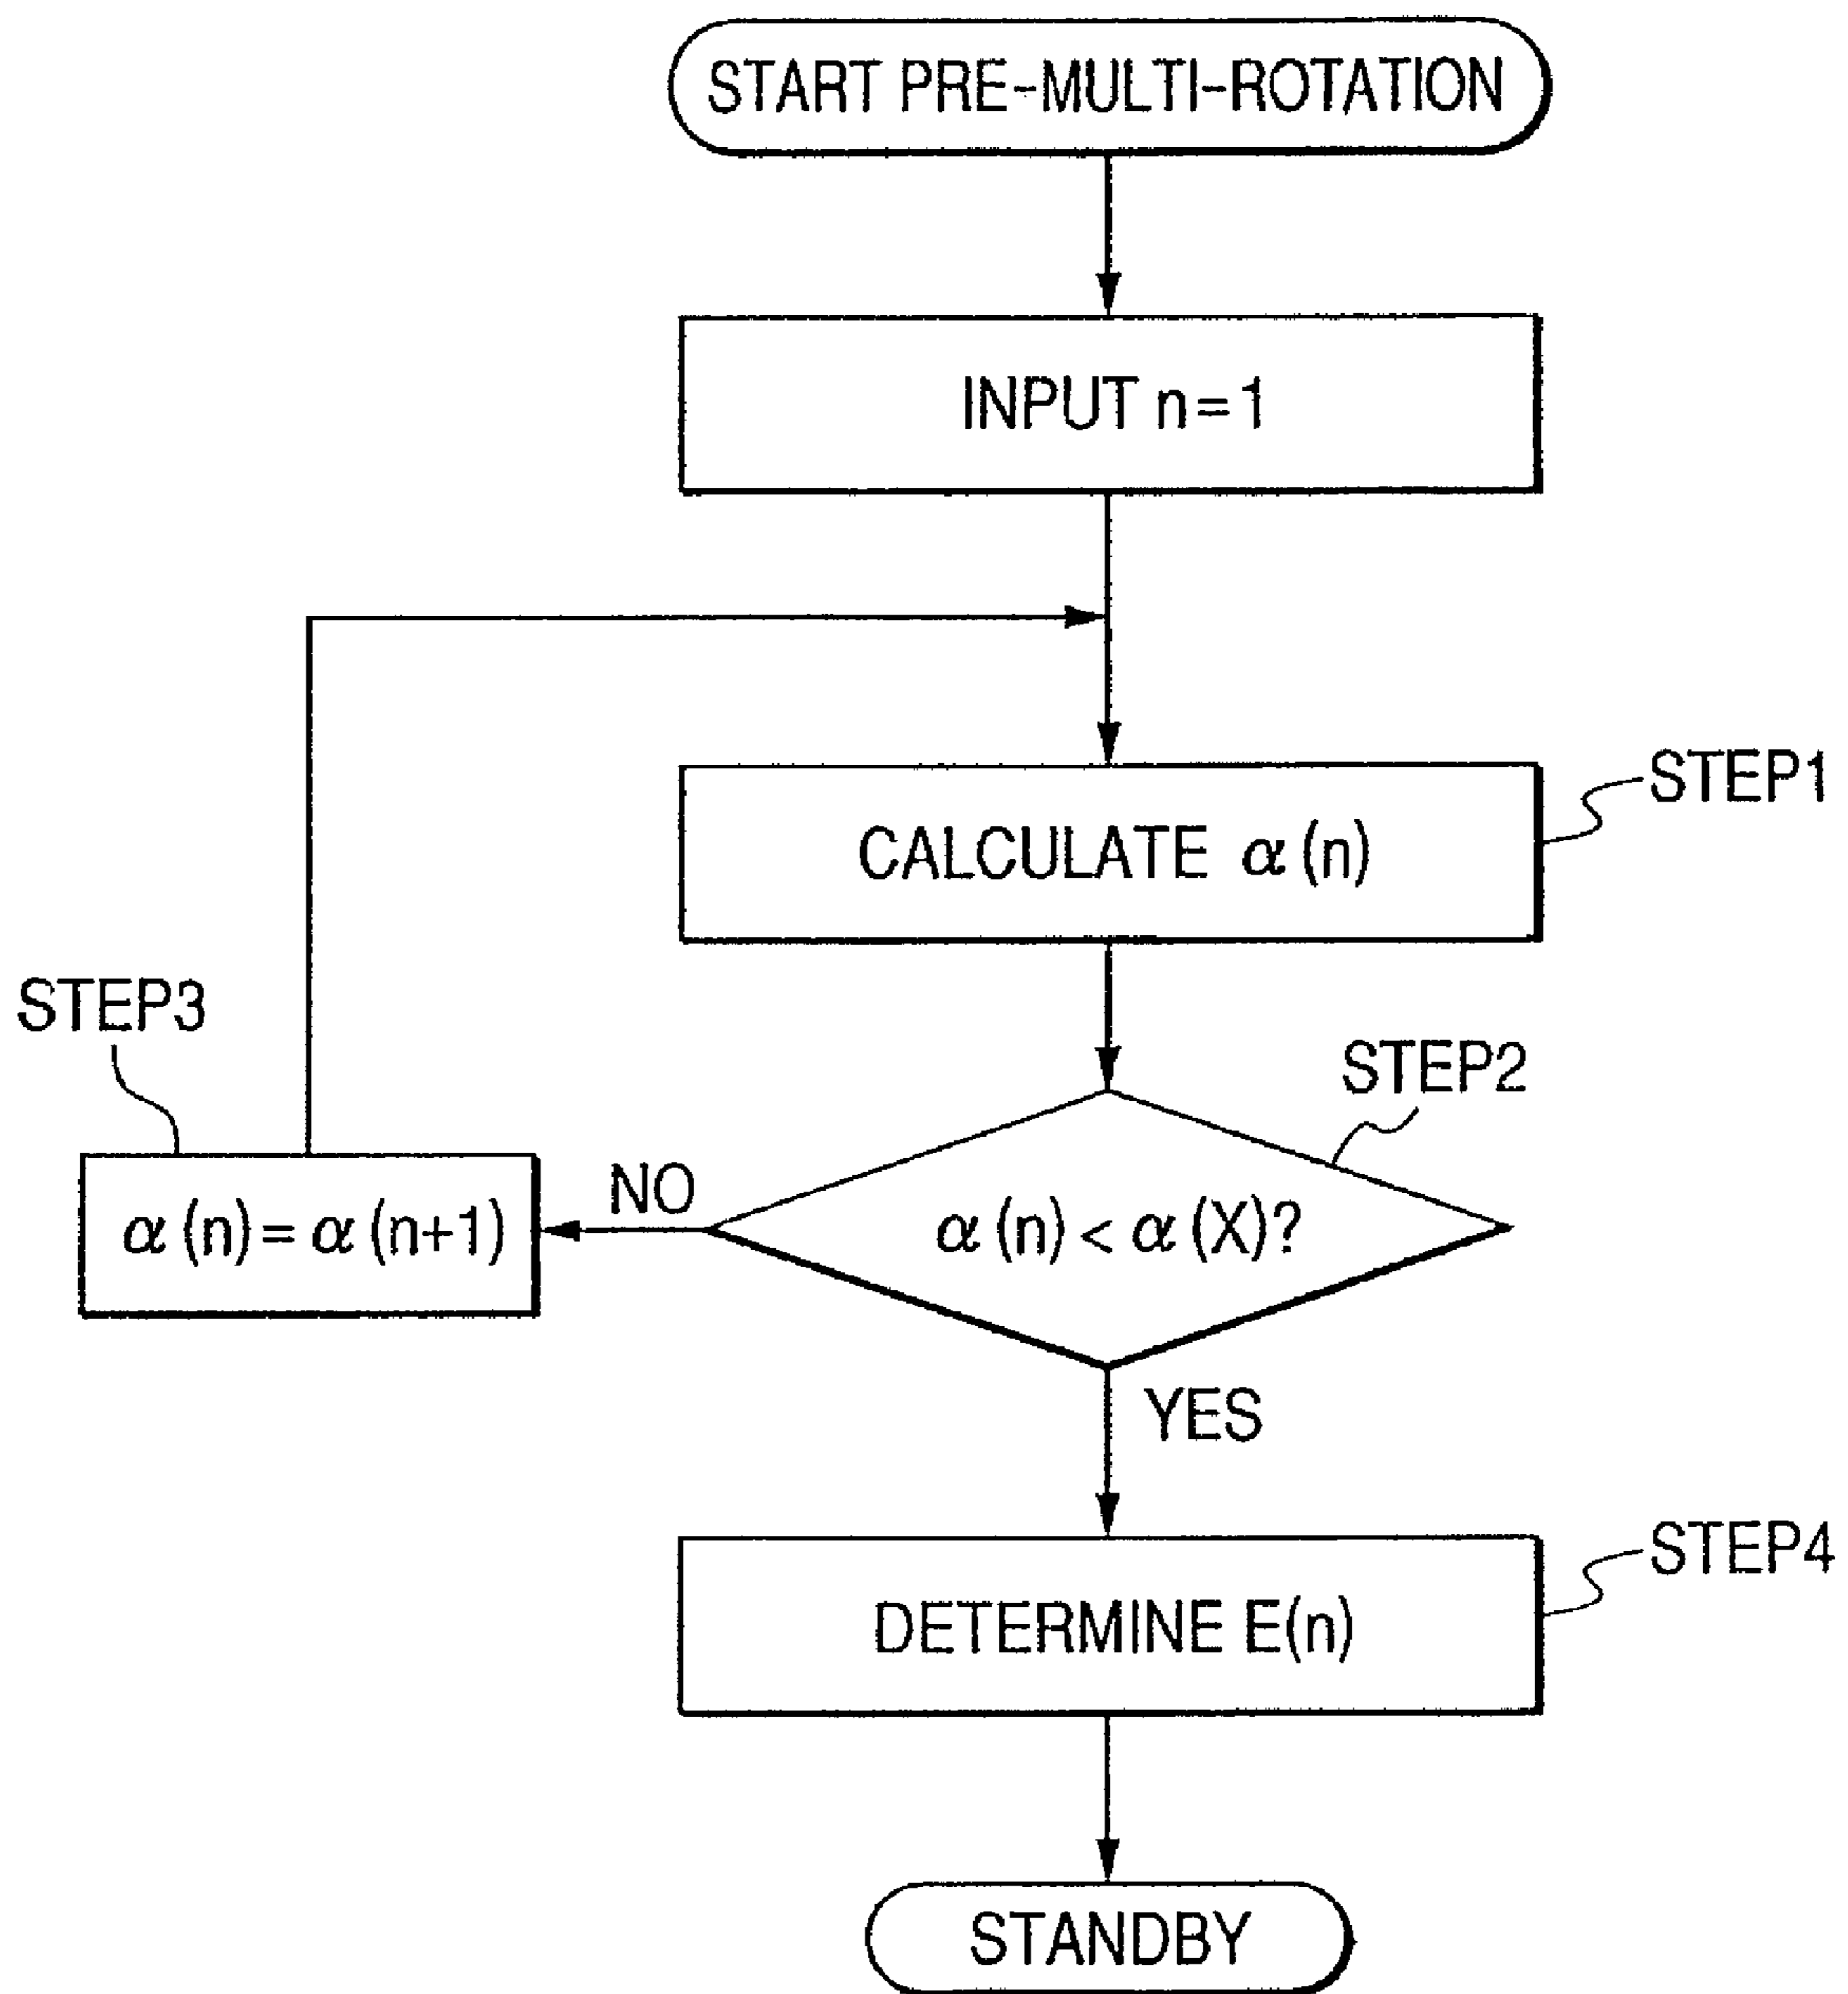 START PRE-MULTI-ROTATION
INPUT n=1
CALCULATE α(n)
STEP1
STEP3
STEP2
α(n)=α(n+1)
NO
α(n)<α(X)?
YES
DETERMINE E(n)
STEP4
STANDBY